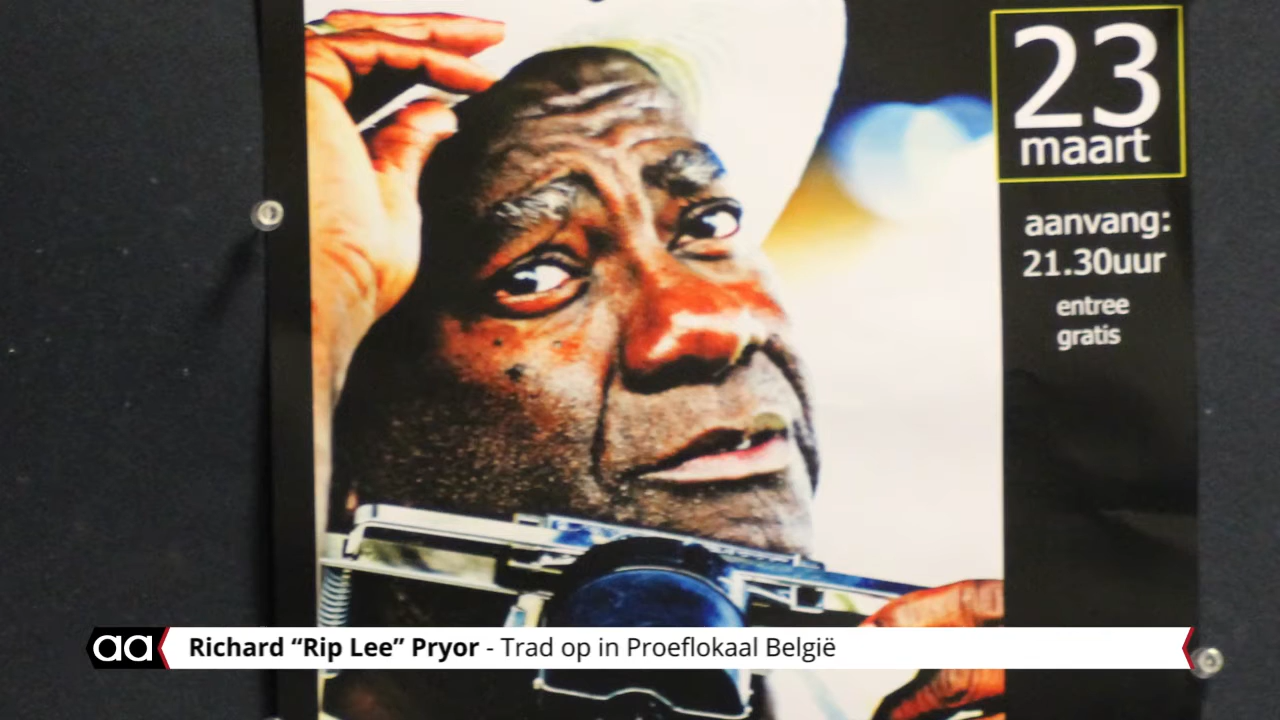 23
maart
aanvang:
21.30uur
entree
gratis
aa Richard “Rip Lee” Pryor - Trad op in Proeflokaal België